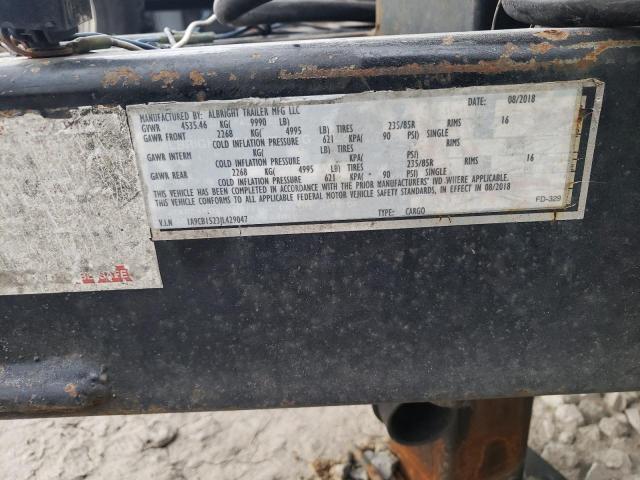 MANUFACTURED BY: ALBRIGHT TRAILER MFG LLC DATE: 08/2018
GVWR 4535.46 KG( 9990 LB)
GAWR FRONT 2268 KG( 4995 LB) TIRES 235/85R RIMS 16
COLD INFLATION PRESSURE 621 KPA( 90 PSI) SINGLE
GAWR INTERM KG( LB) TIRES RIMS
COLD INFLATION PRESSURE KPA( PSI)
GAWR REAR 2268 KG( 4995 LB) TIRES 235/85R RIMS 16
COLD INFLATION PRESSURE 621 KPA( 90 PSI) SINGLE
THIS VEHICLE HAS BEEN COMPLETED IN ACCORDANCE WITH THE PRIOR MANUFACTURERS' IVD WHERE APPLICABLE.
THIS VEHICLE CONFORMS TO ALL APPLICABLE FEDERAL MOTOR VEHICLE SAFETY STANDARDS, IN EFFECT IN 08/2018
FD-329
V.I.N 1A9CB1S23JL429047 TYPE: CARGO